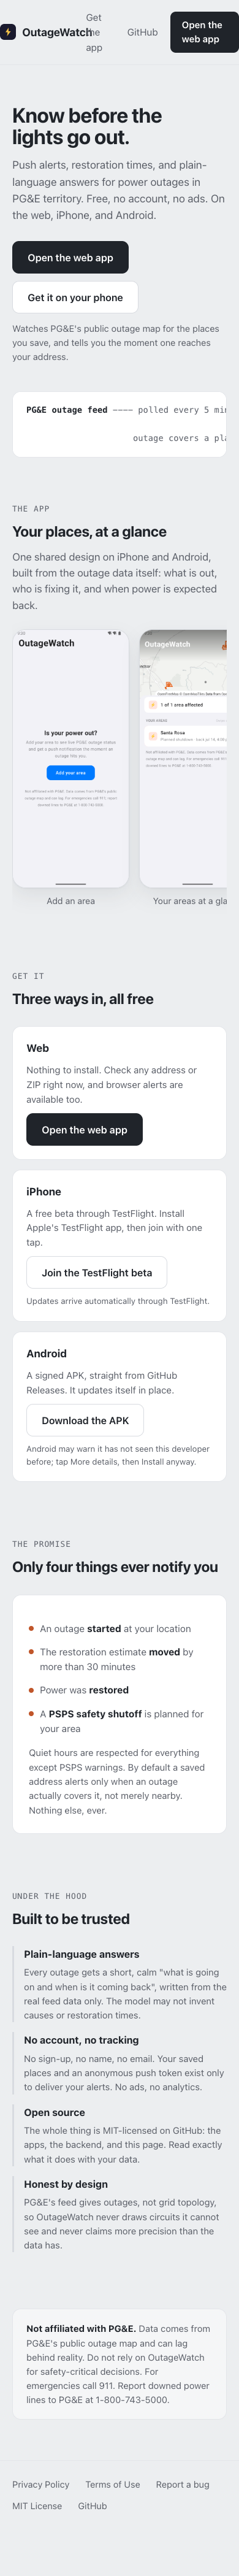 OutageWatch
Get the app
GitHub
Open the web app
Know before the
lights go out.
Push alerts, restoration times, and plain-
language answers for power outages in
PG&E territory. Free, no account, no ads. On
the web, iPhone, and Android.
Open the web app
Get it on your phone
Watches PG&E's public outage map for the places
you save, and tells you the moment one reaches
your address.
PG&E outage feed ---- polled every 5 min
outage covers a pla
THE APP
Your places, at a glance
One shared design on iPhone and Android,
built from the outage data itself: what is out,
who is fixing it, and when power is expected
back.
OutageWatch
Is your power out?
Add your area
OutageWatch
1 of 1 area affected
Santa Rosa
Add an area
Your areas at a gla
GET IT
Three ways in, all free
Web
Nothing to install. Check any address or
ZIP right now, and browser alerts are
available too.
Open the web app
iPhone
A free beta through TestFlight. Install
Apple's TestFlight app, then join with one
tap.
Join the TestFlight beta
Updates arrive automatically through TestFlight.
Android
A signed APK, straight from GitHub
Releases. It updates itself in place.
Download the APK
Android may warn it has not seen this developer
before; tap More details, then Install anyway.
THE PROMISE
Only four things ever notify you
An outage started at your location
The restoration estimate moved by
more than 30 minutes
Power was restored
A PSPS safety shutoff is planned for
your area
Quiet hours are respected for everything
except PSPS warnings. By default a saved
address alerts only when an outage
actually covers it, not merely nearby.
Nothing else, ever.
UNDER THE HOOD
Built to be trusted
Plain-language answers
Every outage gets a short, calm "what is going
on and when is it coming back", written from the
real feed data only. The model may not invent
causes or restoration times.
No account, no tracking
No sign-up, no name, no email. Your saved
places and an anonymous push token exist only
to deliver your alerts. No ads, no analytics.
Open source
The whole thing is MIT-licensed on GitHub: the
apps, the backend, and this page. Read exactly
what it does with your data.
Honest by design
PG&E's feed gives outages, not grid topology,
so OutageWatch never draws circuits it cannot
see and never claims more precision than the
data has.
Not affiliated with PG&E. Data comes from
PG&E's public outage map and can lag
behind reality. Do not rely on OutageWatch
for safety-critical decisions. For
emergencies call 911. Report downed power
lines to PG&E at 1-800-743-5000.
Privacy Policy
Terms of Use
Report a bug
MIT License
GitHub